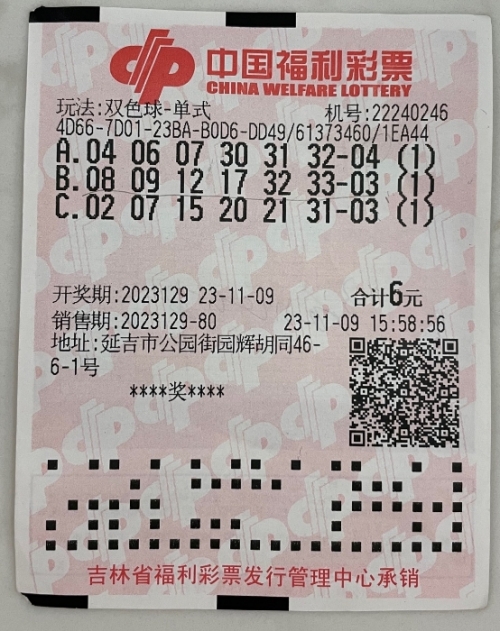 中国福利彩票
CHINA WELFARE LOTTERY
玩法:双色球-单式 机号:22240246
4D66-7D01-23BA-B0D6-DD49/61373460/1EA44
A.04 06 07 30 31 32-04 (1)
B.08 09 12 17 32 33-03 (1)
C.02 07 15 20 21 31-03 (1)
开奖期:2023129 23-11-09 合计6元
销售期:2023129-80 23-11-09 15:58:56
地址:延吉市公园街园辉胡同46-
6-1号
****奖****
吉林省福利彩票发行管理中心承销